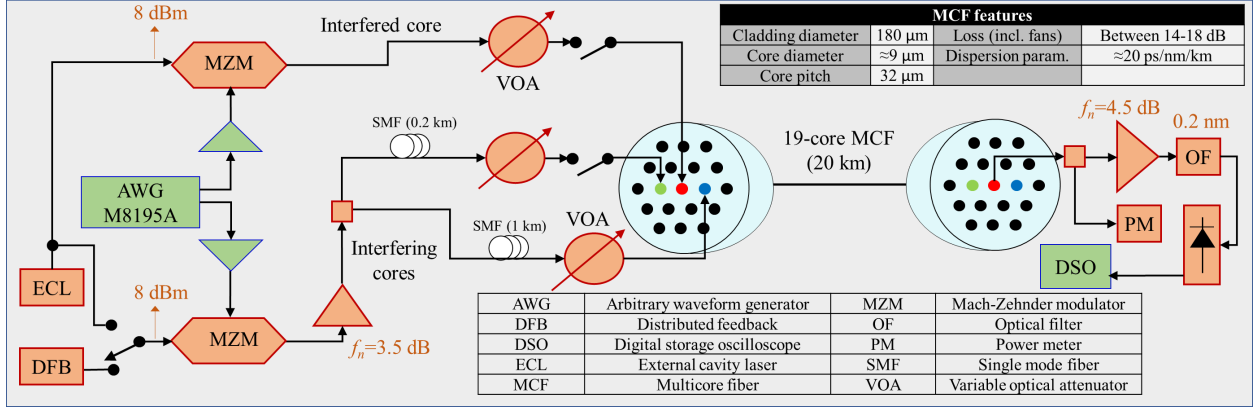 8 dBm
Interfered core
MZM
VOA
MCF features
Cladding diameter 180 μm Loss (incl. fans) Between 14-18 dB
Core diameter ≈9 μm Dispersion param. ≈20 ps/nm/km
Core pitch 32 μm
SMF (0.2 km)
fn=4.5 dB
0.2 nm
19-core MCF
(20 km)
OF
AWG
M8195A
SMF (1 km)
VOA
PM
Interfering
cores
DSO
ECL
8 dBm
MZM
DFB
fn=3.5 dB
AWG Arbitrary waveform generator MZM Mach-Zehnder modulator
DFB Distributed feedback OF Optical filter
DSO Digital storage oscilloscope PM Power meter
ECL External cavity laser SMF Single mode fiber
MCF Multicore fiber VOA Variable optical attenuator